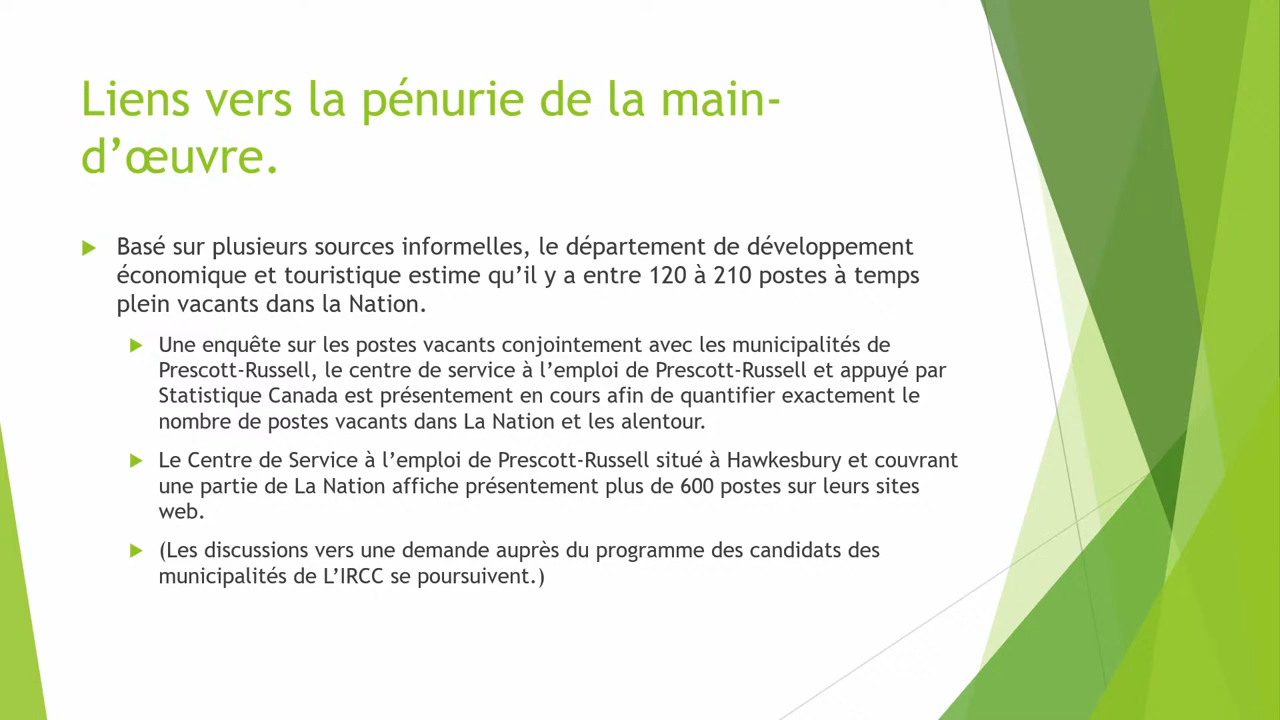 Liens vers la pénurie de la main-
d’œuvre.
Basé sur plusieurs sources informelles, le département de développement
économique et touristique estime qu’il y a entre 120 à 210 postes à temps
plein vacants dans la Nation.
Une enquête sur les postes vacants conjointement avec les municipalités de
Prescott-Russell, le centre de service à l’emploi de Prescott-Russell et appuyé par
Statistique Canada est présentement en cours afin de quantifier exactement le
nombre de postes vacants dans La Nation et les alentour.
Le Centre de Service à l’emploi de Prescott-Russell situé à Hawkesbury et couvrant
une partie de La Nation affiche présentement plus de 600 postes sur leurs sites
web.
(Les discussions vers une demande auprès du programme des candidats des
municipalités de L’IRCC se poursuivent.)